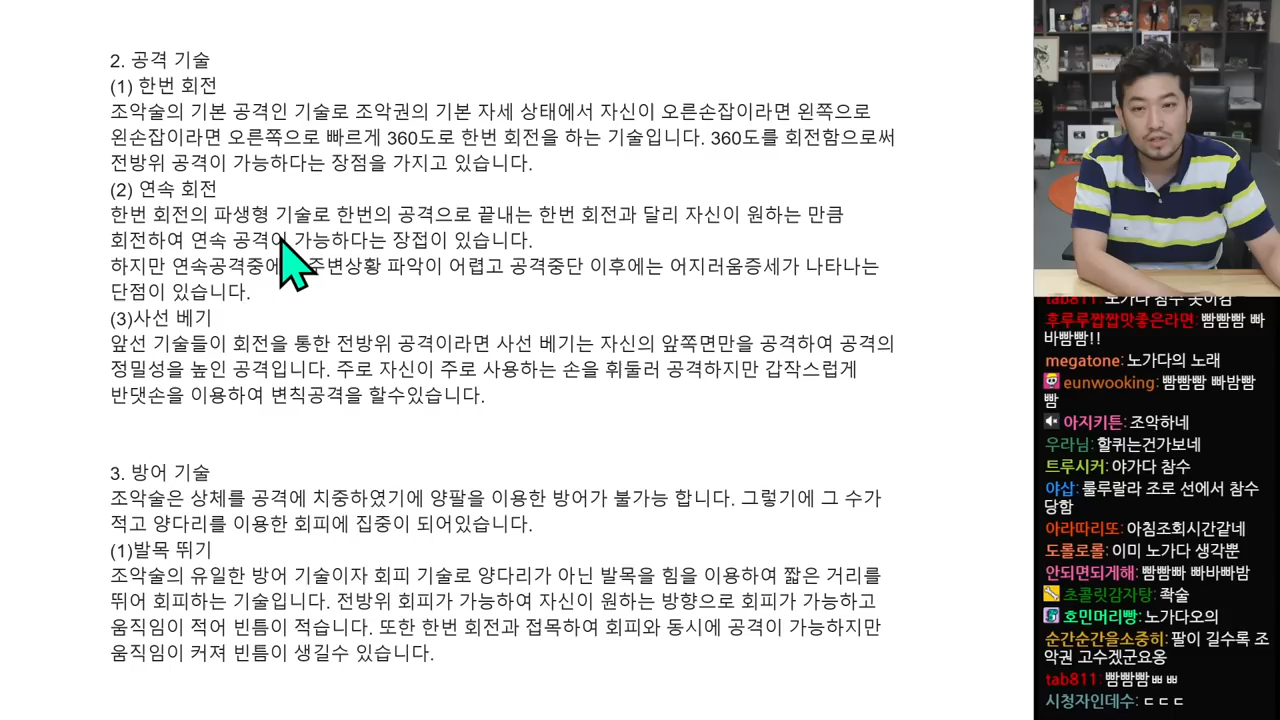 2. 공격 기술
(1) 한번 회전
조악술의 기본 공격인 기술로 조악권의 기본 자세 상태에서 자신이 오른손잡이라면 왼쪽으로
왼손잡이라면 오른쪽으로 빠르게 360도로 한번 회전을 하는 기술입니다. 360도를 회전함으로써
전방위 공격이 가능하다는 장점을 가지고 있습니다.
(2) 연속 회전
한번 회전의 파생형 기술로 한번의 공격으로 끝내는 한번 회전과 달리 자신이 원하는 만큼
회전하여 연속 공격이 가능하다는 장접이 있습니다.
하지만 연속공격중에 주변상황 파악이 어렵고 공격중단 이후에는 어지러움증세가 나타나는
단점이 있습니다.
(3)사선 베기
앞선 기술들이 회전을 통한 전방위 공격이라면 사선 베기는 자신의 앞쪽면만을 공격하여 공격의
정밀성을 높인 공격입니다. 주로 자신이 주로 사용하는 손을 휘둘러 공격하지만 갑작스럽게
반댓손을 이용하여 변칙공격을 할수있습니다.
3. 방어 기술
조악술은 상체를 공격에 치중하였기에 양팔을 이용한 방어가 불가능 합니다. 그렇기에 그 수가
적고 양다리를 이용한 회피에 집중이 되어있습니다.
(1)발목 뛰기
조악술의 유일한 방어 기술이자 회피 기술로 양다리가 아닌 발목을 힘을 이용하여 짧은 거리를
뛰어 회피하는 기술입니다. 전방위 회피가 가능하여 자신이 원하는 방향으로 회피가 가능하고
움직임이 적어 빈틈이 적습니다. 또한 한번 회전과 접목하여 회피와 동시에 공격이 가능하지만
움직임이 커져 빈틈이 생길수 있습니다.
tab811: 노가다 참수 못이김
후루루짭짭맛좋은라면: 빰빰빰 빠
바빰빰!!
megatone: 노가다의 노래
eunwooking: 빰빰빰 빠밤빰
빰
아지키튼: 조악하네
우라님: 할퀴는건가보네
트루시커: 야가다 참수
야삽: 룰루랄라 조로 선에서 참수
당함
아라따리또: 아침조회시간같네
도롤로롤: 이미 노가다 생각뿐
안되면되게해: 빰빰빠 빠바빠밤
초콜릿감자탕: 좍술
호민머리빵: 노가다오의
순간순간을소중히: 팔이 길수록 조
악권 고수겠군요옹
tab811: 빰빰빰ㅃㅃ
시청자인데수: ㄷㄷㄷ